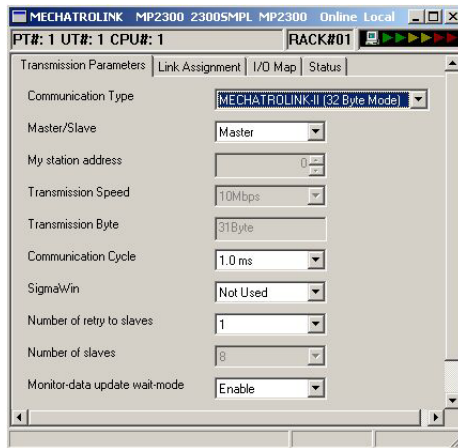 MECHATROLINK MP2300 2300SMPL MP2300 Online Local
PT#: 1 UT#: 1 CPU#: 1 RACK#01
Transmission Parameters Link Assignment I/O Map Status
Communication Type MECHATROLINK-II (32 Byte Mode)
Master/Slave Master
My station address 0
Transmission Speed 10Mbps
Transmission Byte 31Byte
Communication Cycle 1.0 ms
SigmaWin Not Used
Number of retry to slaves 1
Number of slaves 8
Monitor-data update wait-mode Enable